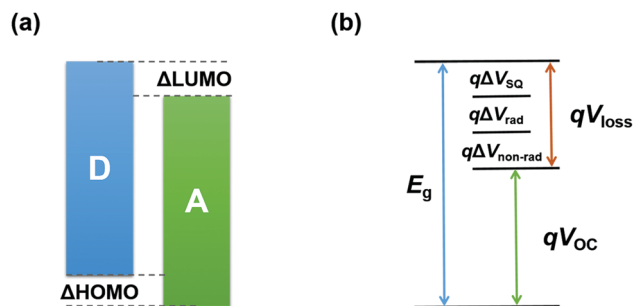 (a)
ΔLUMO
D
A
ΔHOMO
(b)
qΔV_SQ
qΔV_rad
qΔV_non-rad
qV_loss
E_g
qV_OC